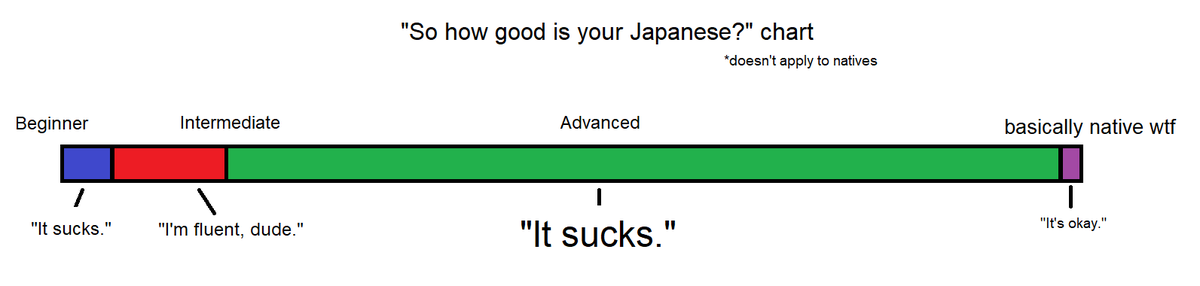 "So how good is your Japanese?" chart
*doesn't apply to natives
Beginner
Intermediate
Advanced
basically native wtf
"It sucks."
"I'm fluent, dude."
"It sucks."
"It's okay."